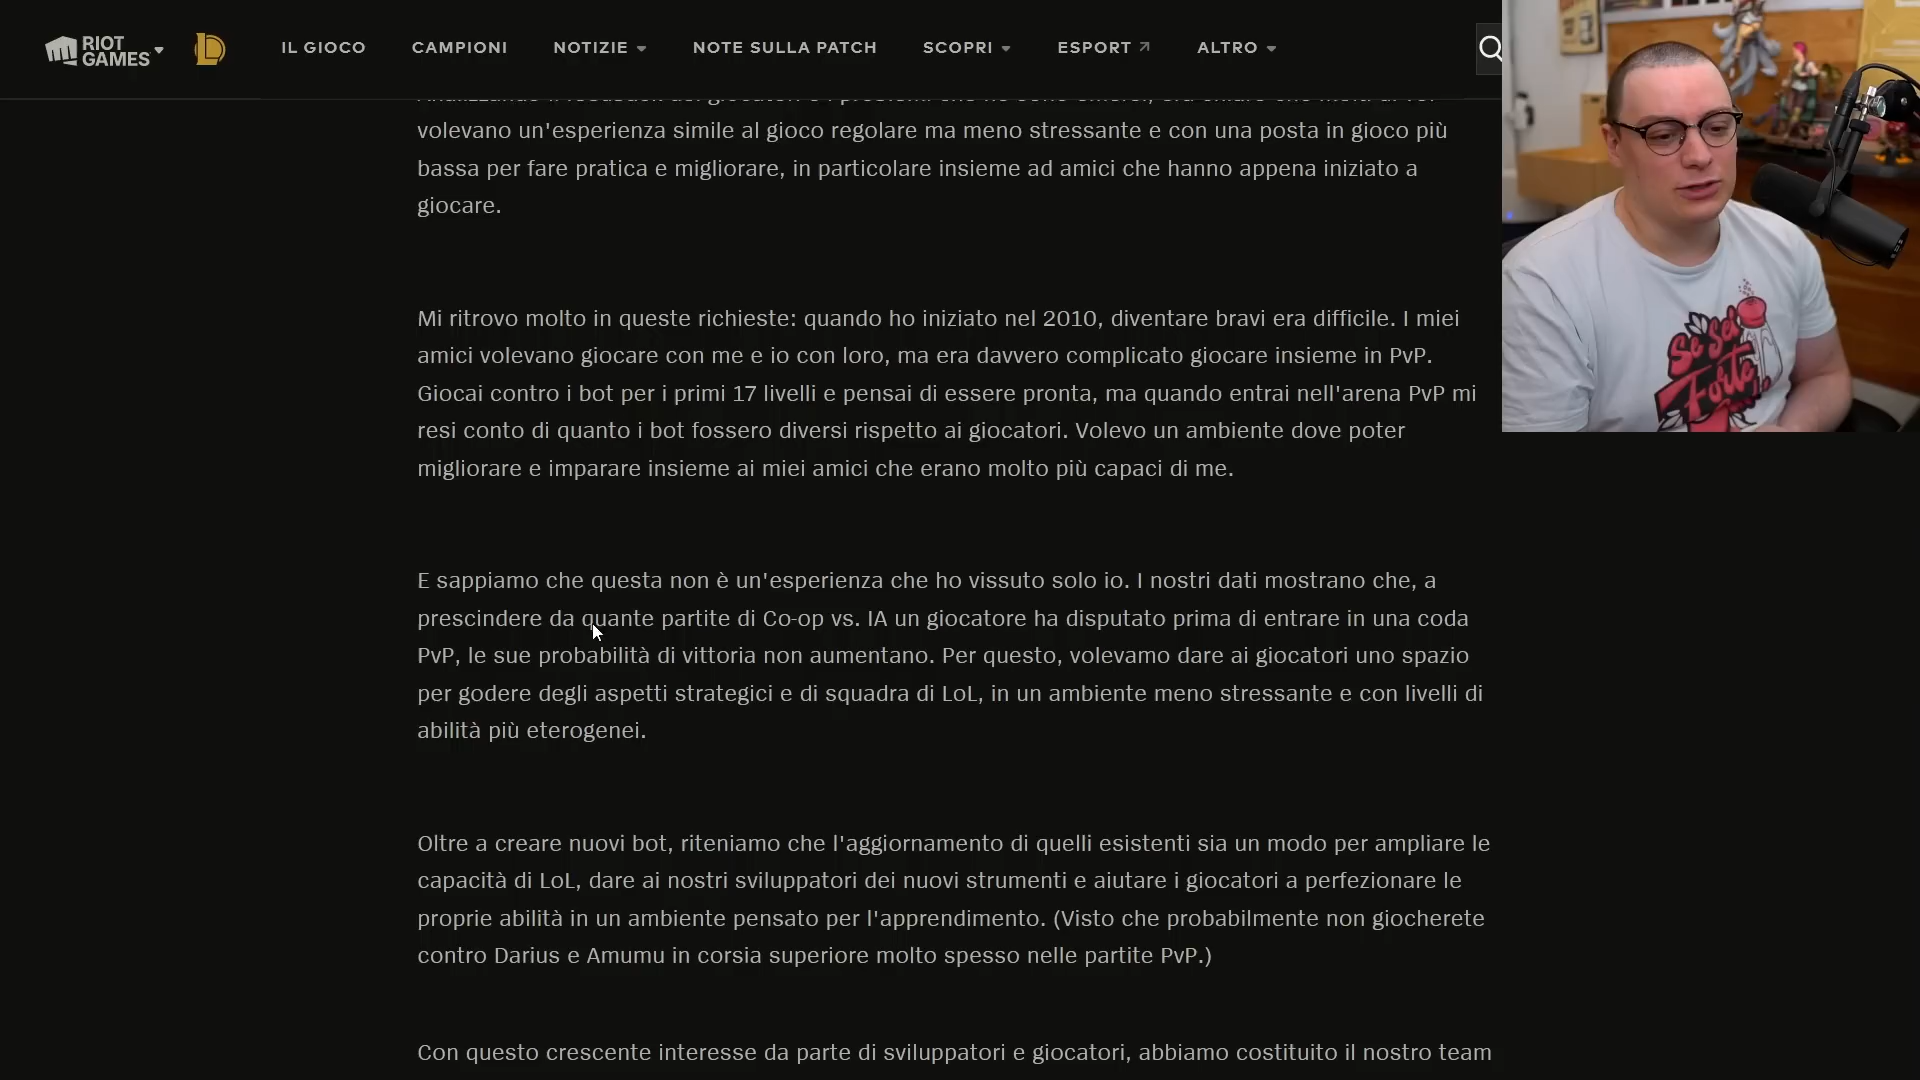 RIOT
GAMES
IL GIOCO
CAMPIONI
NOTIZIE
NOTE SULLA PATCH
SCOPRI
ESPORT
ALTRO
volevano un'esperienza simile al gioco regolare ma meno stressante e con una posta in gioco più
bassa per fare pratica e migliorare, in particolare insieme ad amici che hanno appena iniziato a
giocare.
Mi ritrovo molto in queste richieste: quando ho iniziato nel 2010, diventare bravi era difficile. I miei
amici volevano giocare con me e io con loro, ma era davvero complicato giocare insieme in PvP.
Giocai contro i bot per i primi 17 livelli e pensai di essere pronta, ma quando entrai nell'arena PvP mi
resi conto di quanto i bot fossero diversi rispetto ai giocatori. Volevo un ambiente dove poter
migliorare e imparare insieme ai miei amici che erano molto più capaci di me.
E sappiamo che questa non è un'esperienza che ho vissuto solo io. I nostri dati mostrano che, a
prescindere da quante partite di Co-op vs. IA un giocatore ha disputato prima di entrare in una coda
PvP, le sue probabilità di vittoria non aumentano. Per questo, volevamo dare ai giocatori uno spazio
per godere degli aspetti strategici e di squadra di LoL, in un ambiente meno stressante e con livelli di
abilità più eterogenei.
Oltre a creare nuovi bot, riteniamo che l'aggiornamento di quelli esistenti sia un modo per ampliare le
capacità di LoL, dare ai nostri sviluppatori dei nuovi strumenti e aiutare i giocatori a perfezionare le
proprie abilità in un ambiente pensato per l'apprendimento. (Visto che probabilmente non giocherete
contro Darius e Amumu in corsia superiore molto spesso nelle partite PvP.)
Con questo crescente interesse da parte di sviluppatori e giocatori, abbiamo costituito il nostro team
Se Sei
Forte